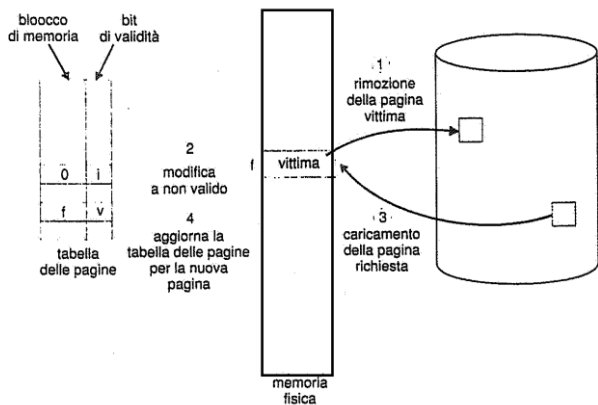 bloocco
di memoria
bit
di validità
0 i
f v
tabella
delle pagine
2
modifica
a non valido
4
aggiorna la
tabella delle pagine
per la nuova
pagina
f
vittima
memoria
fisica
1
rimozione
della pagina
vittima
3
caricamento
della pagina
richiesta